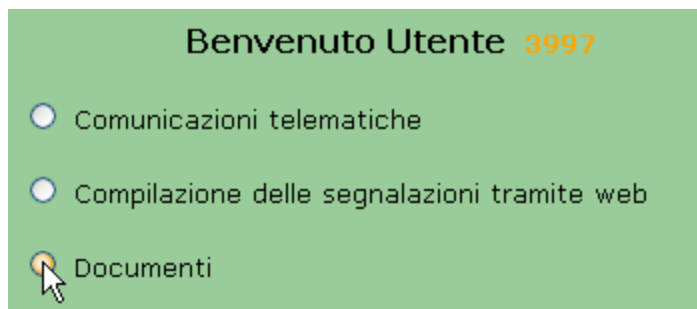 Benvenuto Utente 3997
Comunicazioni telematiche
Compilazione delle segnalazioni tramite web
Documenti